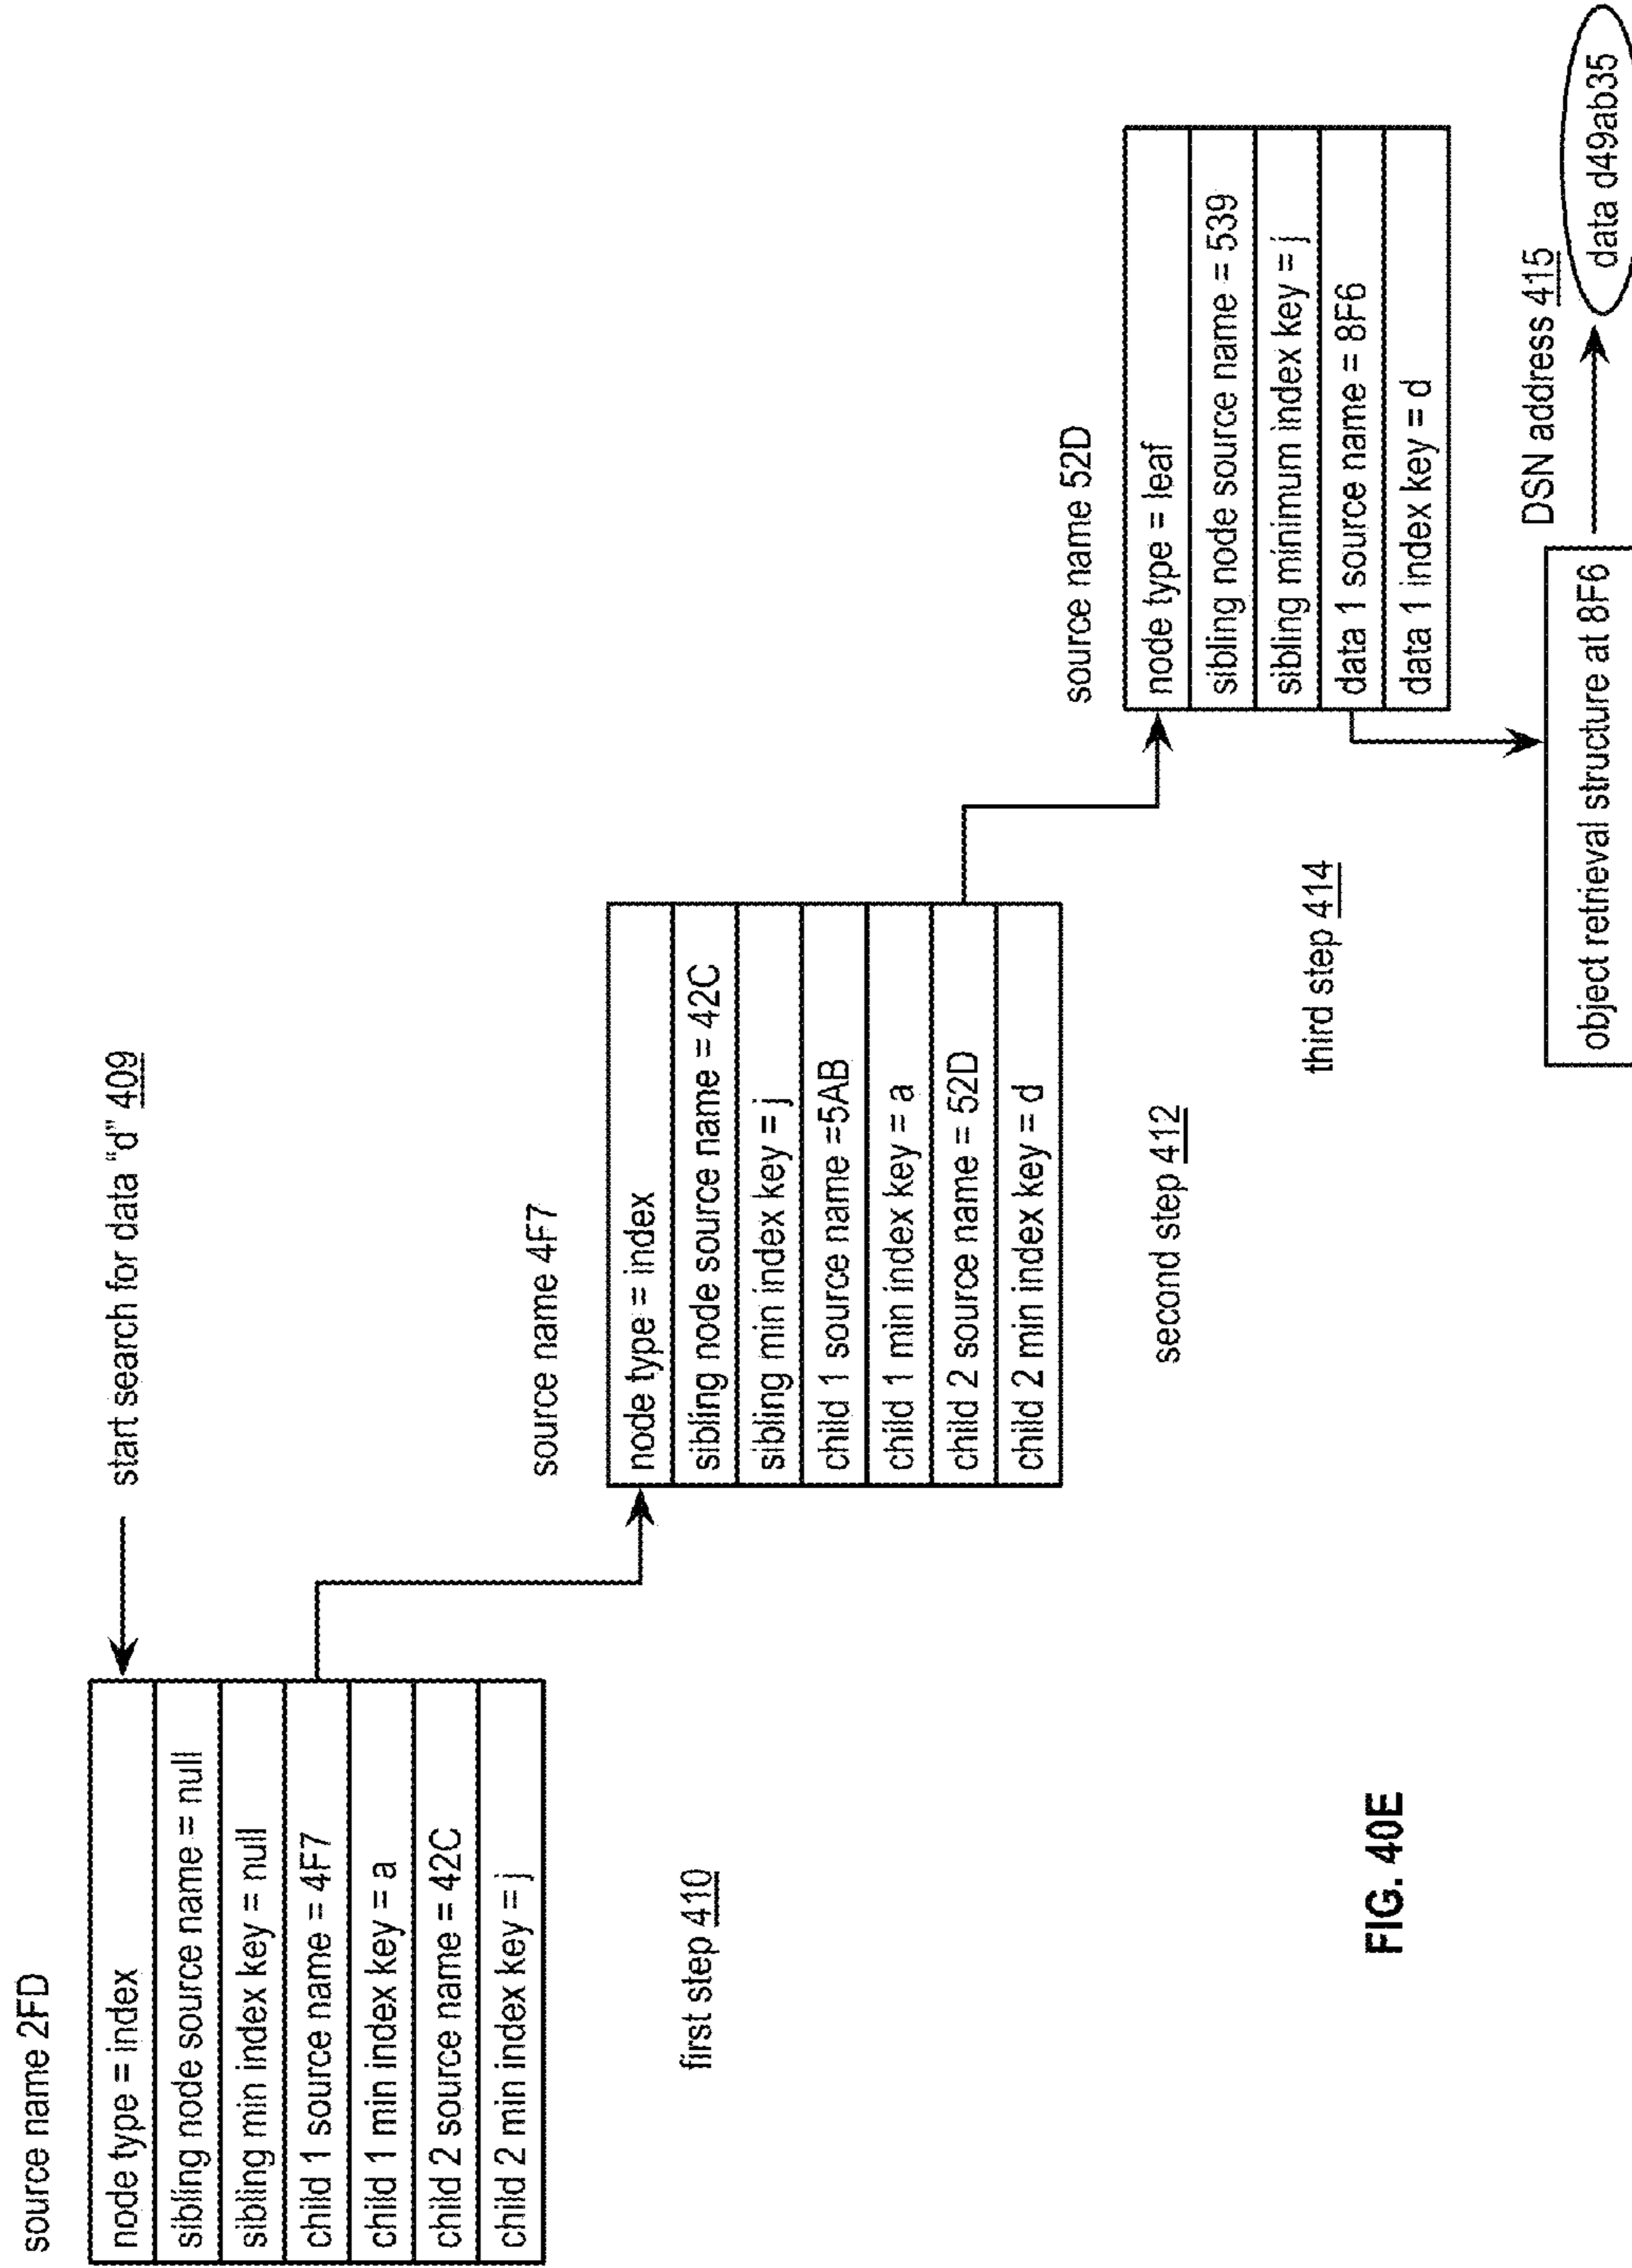 source name 2FD
node type = index
sibling node source name = null
sibling min index key = null
child 1 source name = 4F7
child 1 min index key = a
child 2 source name = 42C
child 2 min index key = j
start search for data "d" 409
first step 410
source name 4F7
node type = index
sibling node source name = 42C
sibling min index key = j
child 1 source name =5AB
child 1 min index key = a
child 2 source name = 52D
child 2 min index key = d
second step 412
source name 52D
node type = leaf
sibling node source name = 539
sibling minimum index key = j
data 1 source name = 8F6
data 1 index key = d
third step 414
object retrieval structure at 8F6
DSN address 415
data d49ab35
FIG. 40E